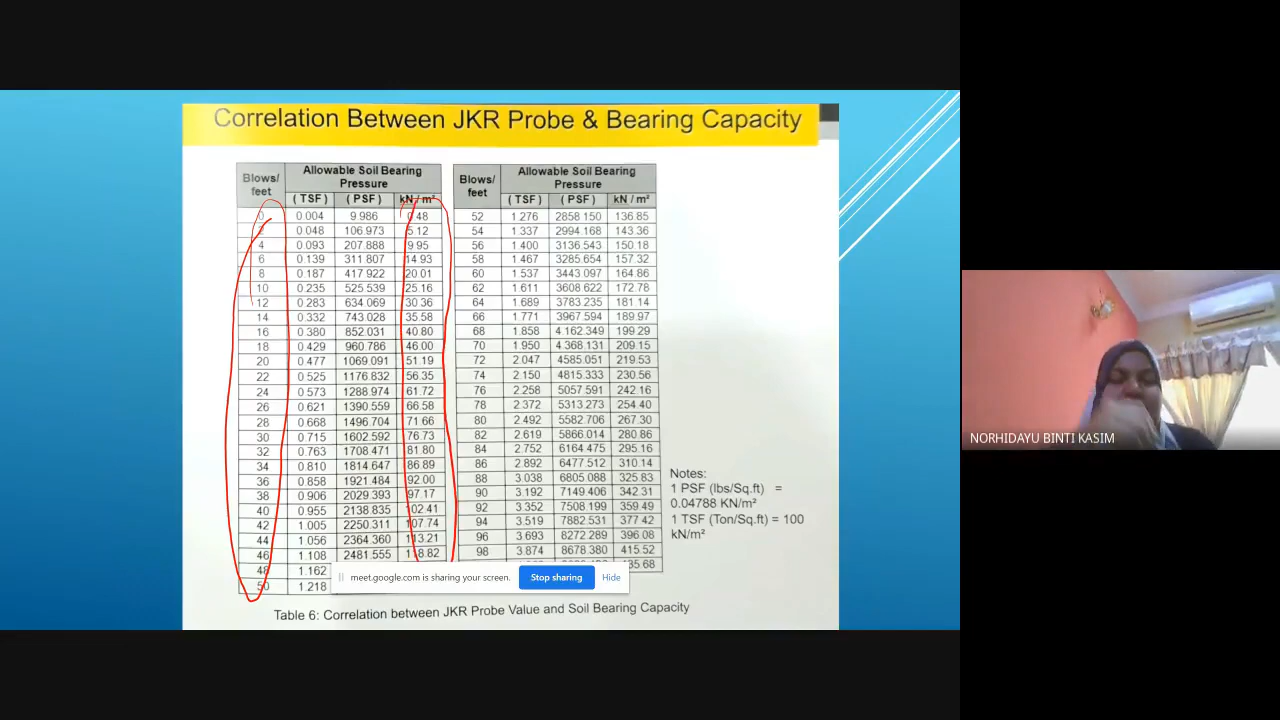 Correlation Between JKR Probe & Bearing Capacity
Blows/ feet Allowable Soil Bearing Pressure
( TSF ) ( PSF ) kN / m²
0 0.004 9.986 0.48
2 0.048 106.973 5.12
4 0.093 207.888 9.95
6 0.139 311.807 14.93
8 0.187 417.922 20.01
10 0.235 525.539 25.16
12 0.283 634.069 30.36
14 0.332 743.028 35.58
16 0.380 852.031 40.80
18 0.429 960.786 46.00
20 0.477 1069.091 51.19
22 0.525 1176.832 56.35
24 0.573 1288.974 61.72
26 0.621 1390.559 66.58
28 0.668 1496.704 71.66
30 0.715 1602.592 76.73
32 0.763 1708.471 81.80
34 0.810 1814.647 86.89
36 0.858 1921.484 92.00
38 0.906 2029.393 97.17
40 0.955 2138.835 102.41
42 1.005 2250.311 107.74
44 1.056 2364.360 113.21
46 1.108 2481.555 118.82
48 1.162
50 1.218
Blows/ feet Allowable Soil Bearing Pressure
( TSF ) ( PSF ) kN / m²
52 1.276 2858.150 136.85
54 1.337 2994.168 143.36
56 1.400 3136.543 150.18
58 1.467 3285.654 157.32
60 1.537 3443.097 164.86
62 1.611 3608.622 172.78
64 1.689 3783.235 181.14
66 1.771 3967.594 189.97
68 1.858 4.162.349 199.29
70 1.950 4.368.131 209.15
72 2.047 4585.051 219.53
74 2.150 4815.333 230.56
76 2.258 5057.591 242.16
78 2.372 5313.273 254.40
80 2.492 5582.706 267.30
82 2.619 5866.014 280.86
84 2.752 6164.475 295.16
86 2.892 6477.512 310.14
88 3.038 6805.088 325.83
90 3.192 7149.406 342.31
92 3.352 7508.199 359.49
94 3.519 7882.531 377.42
96 3.693 8272.289 396.08
98 3.874 8678.380 415.52
35.68
Notes:
1 PSF (lbs/Sq.ft) =
0.04788 KN/m²
1 TSF (Ton/Sq.ft) = 100
kN/m²
meet.google.com is sharing your screen.
Stop sharing
Hide
Table 6: Correlation between JKR Probe Value and Soil Bearing Capacity
NORHIDAYU BINTI KASIM